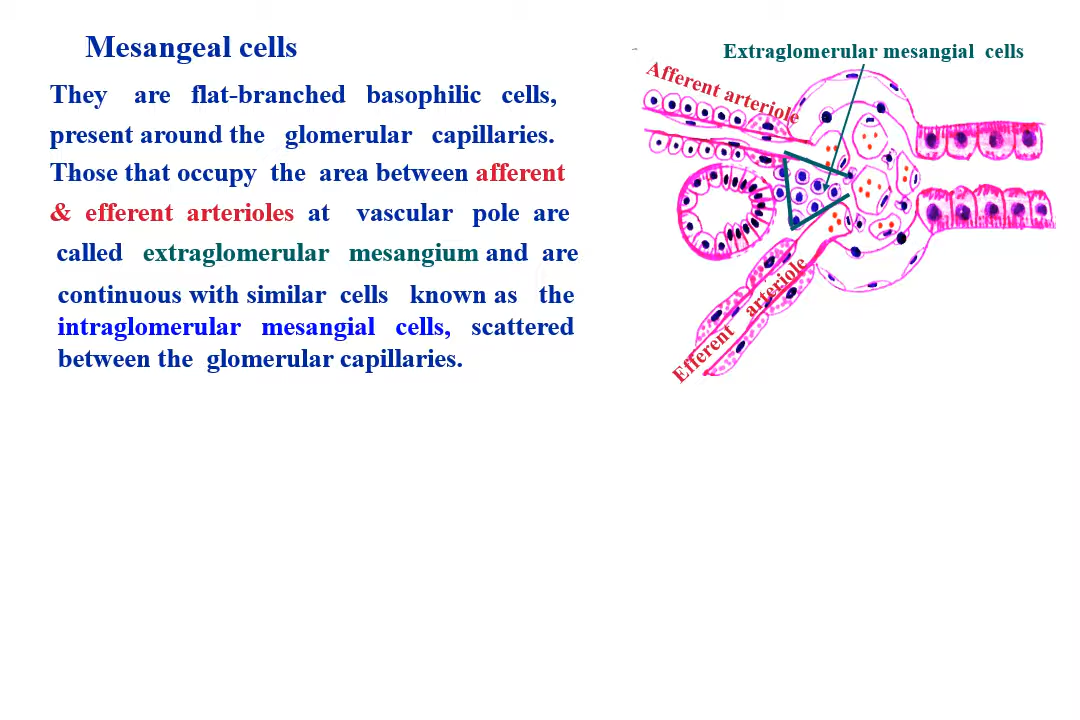 Mesangeal cells
They are flat-branched basophilic cells,
present around the glomerular capillaries.
Those that occupy the area between afferent
& efferent arterioles at vascular pole are
called extraglomerular mesangium and are
continuous with similar cells known as the
intraglomerular mesangial cells, scattered
between the glomerular capillaries.
Extraglomerular mesangial cells
Afferent arteriole
Efferent arteriole